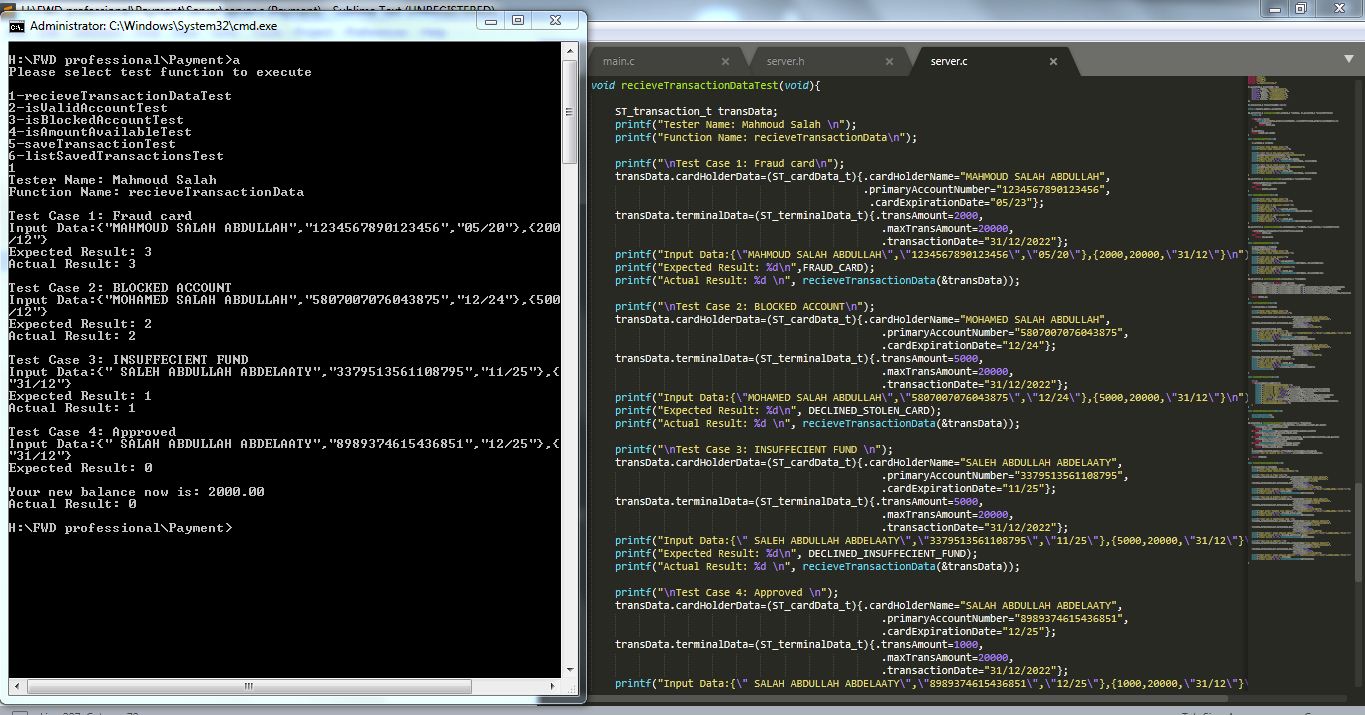 Administrator: C:\Windows\System32\cmd.exe
H:\FWD professional\Payment>a
Please select test function to execute
1-recieveTransactionDataTest
2-isValidAccountTest
3-isBlockedAccountTest
4-isAmountAvailableTest
5-saveTransactionTest
6-listSavedTransactionsTest
1
Tester Name: Mahmoud Salah
Function Name: recieveTransactionData
Test Case 1: Fraud card
Input Data:{"MAHMOUD SALAH ABDULLAH","1234567890123456","05/20"},{200
/12"}
Expected Result: 3
Actual Result: 3
Test Case 2: BLOCKED ACCOUNT
Input Data:{"MOHAMED SALAH ABDULLAH","5807007076043875","12/24"},{500
/12"}
Expected Result: 2
Actual Result: 2
Test Case 3: INSUFFECIENT FUND
Input Data:{" SALEH ABDULLAH ABDELAATY","3379513561108795","11/25"},{
"31/12"}
Expected Result: 1
Actual Result: 1
Test Case 4: Approved
Input Data:{" SALAH ABDULLAH ABDELAATY","8989374615436851","12/25"},{
"31/12"}
Expected Result: 0
Your new balance now is: 2000.00
Actual Result: 0
H:\FWD professional\Payment>
main.c
server.h
server.c
void recieveTransactionDataTest(void){
ST_transaction_t transData;
printf("Tester Name: Mahmoud Salah \n");
printf("Function Name: recieveTransactionData\n");
printf("\nTest Case 1: Fraud card\n");
transData.cardHolderData=(ST_cardData_t){.cardHolderName="MAHMOUD SALAH ABDULLAH",
.primaryAccountNumber="1234567890123456",
.cardExpirationDate="05/23"};
transData.terminalData=(ST_terminalData_t){.transAmount=2000,
.maxTransAmount=20000,
.transactionDate="31/12/2022"};
printf("Input Data:{\"MAHMOUD SALAH ABDULLAH\",\"1234567890123456\",\"05/20\"},{2000,20000,\"31/12\"}\n"
printf("Expected Result: %d\n",FRAUD_CARD);
printf("Actual Result: %d \n", recieveTransactionData(&transData));
printf("\nTest Case 2: BLOCKED ACCOUNT\n");
transData.cardHolderData=(ST_cardData_t){.cardHolderName="MOHAMED SALAH ABDULLAH",
.primaryAccountNumber="5807007076043875",
.cardExpirationDate="12/24"};
transData.terminalData=(ST_terminalData_t){.transAmount=5000,
.maxTransAmount=20000,
.transactionDate="31/12/2022"};
printf("Input Data:{\"MOHAMED SALAH ABDULLAH\",\"5807007076043875\",\"12/24\"},{5000,20000,\"31/12\"}\n")
printf("Expected Result: %d\n", DECLINED_STOLEN_CARD);
printf("Actual Result: %d \n", recieveTransactionData(&transData));
printf("\nTest Case 3: INSUFFECIENT FUND \n");
transData.cardHolderData=(ST_cardData_t){.cardHolderName="SALEH ABDULLAH ABDELAATY",
.primaryAccountNumber="3379513561108795",
.cardExpirationDate="11/25"};
transData.terminalData=(ST_terminalData_t){.transAmount=5000,
.maxTransAmount=20000,
.transactionDate="31/12/2022"};
printf("Input Data:{\" SALEH ABDULLAH ABDELAATY\",\"3379513561108795\",\"11/25\"},{5000,20000,\"31/12\"}\
printf("Expected Result: %d\n", DECLINED_INSUFFECIENT_FUND);
printf("Actual Result: %d \n", recieveTransactionData(&transData));
printf("\nTest Case 4: Approved \n");
transData.cardHolderData=(ST_cardData_t){.cardHolderName="SALAH ABDULLAH ABDELAATY",
.primaryAccountNumber="8989374615436851",
.cardExpirationDate="12/25"};
transData.terminalData=(ST_terminalData_t){.transAmount=1000,
.maxTransAmount=20000,
.transactionDate="31/12/2022"};
printf("Input Data:{\" SALAH ABDULLAH ABDELAATY\",\"8989374615436851\",\"12/25\"},{1000,20000,\"31/12\"}\